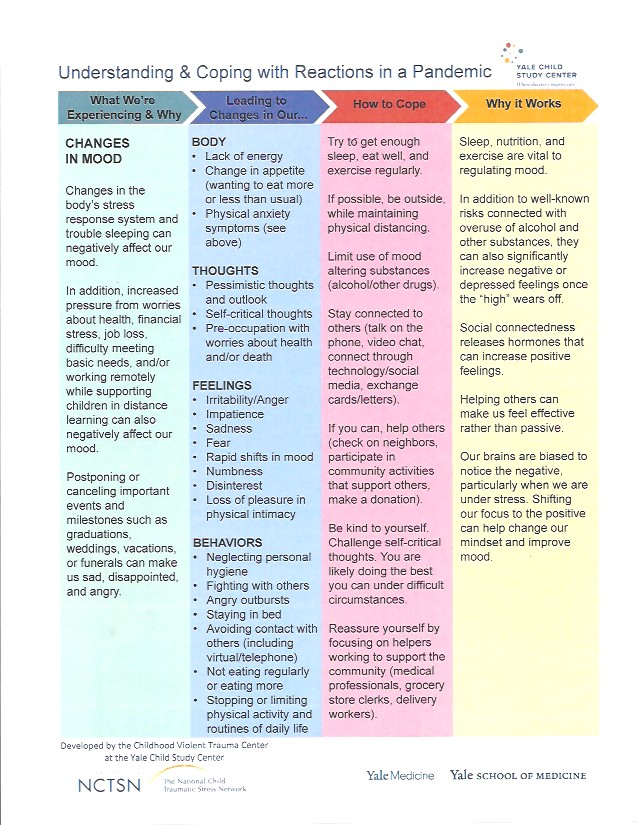 Understanding & Coping with Reactions in a Pandemic
YALE CHILD
STUDY CENTER
What We're
Experiencing & Why
Leading to
Changes in Our...
How to Cope
Why it Works
CHANGES
IN MOOD
Changes in the
body's stress
response system and
trouble sleeping can
negatively affect our
mood.
In addition, increased
pressure from worries
about health, financial
stress, job loss,
difficulty meeting
basic needs, and/or
working remotely
while supporting
children in distance
learning can also
negatively affect our
mood.
Postponing or
canceling important
events and
milestones such as
graduations,
weddings, vacations,
or funerals can make
us sad, disappointed,
and angry.
BODY
• Lack of energy
• Change in appetite
(wanting to eat more
or less than usual)
• Physical anxiety
symptoms (see
above)
THOUGHTS
• Pessimistic thoughts
and outlook
• Self-critical thoughts
• Pre-occupation with
worries about health
and/or death
FEELINGS
• Irritability/Anger
• Impatience
• Sadness
• Fear
• Rapid shifts in mood
• Numbness
• Disinterest
• Loss of pleasure in
physical intimacy
BEHAVIORS
• Neglecting personal
hygiene
• Fighting with others
• Angry outbursts
• Staying in bed
• Avoiding contact with
others (including
virtual/telephone)
• Not eating regularly
or eating more
• Stopping or limiting
physical activity and
routines of daily life
Try to get enough
sleep, eat well, and
exercise regularly.
If possible, be outside,
while maintaining
physical distancing.
Limit use of mood
altering substances
(alcohol/other drugs).
Stay connected to
others (talk on the
phone, video chat,
connect through
technology/social
media, exchange
cards/letters).
If you can, help others
(check on neighbors,
participate in
community activities
that support others,
make a donation).
Be kind to yourself.
Challenge self-critical
thoughts. You are
likely doing the best
you can under difficult
circumstances.
Reassure yourself by
focusing on helpers
working to support the
community (medical
professionals, grocery
store clerks, delivery
workers).
Sleep, nutrition, and
exercise are vital to
regulating mood.
In addition to well-known
risks connected with
overuse of alcohol and
other substances, they
can also significantly
increase negative or
depressed feelings once
the "high" wears off.
Social connectedness
releases hormones that
can increase positive
feelings.
Helping others can
make us feel effective
rather than passive.
Our brains are biased to
notice the negative,
particularly when we are
under stress. Shifting
our focus to the positive
can help change our
mindset and improve
mood.
Developed by the Childhood Violent Trauma Center
at the Yale Child Study Center
NCTSN
The National Child
Traumatic Stress Network
Yale Medicine
Yale SCHOOL OF MEDICINE